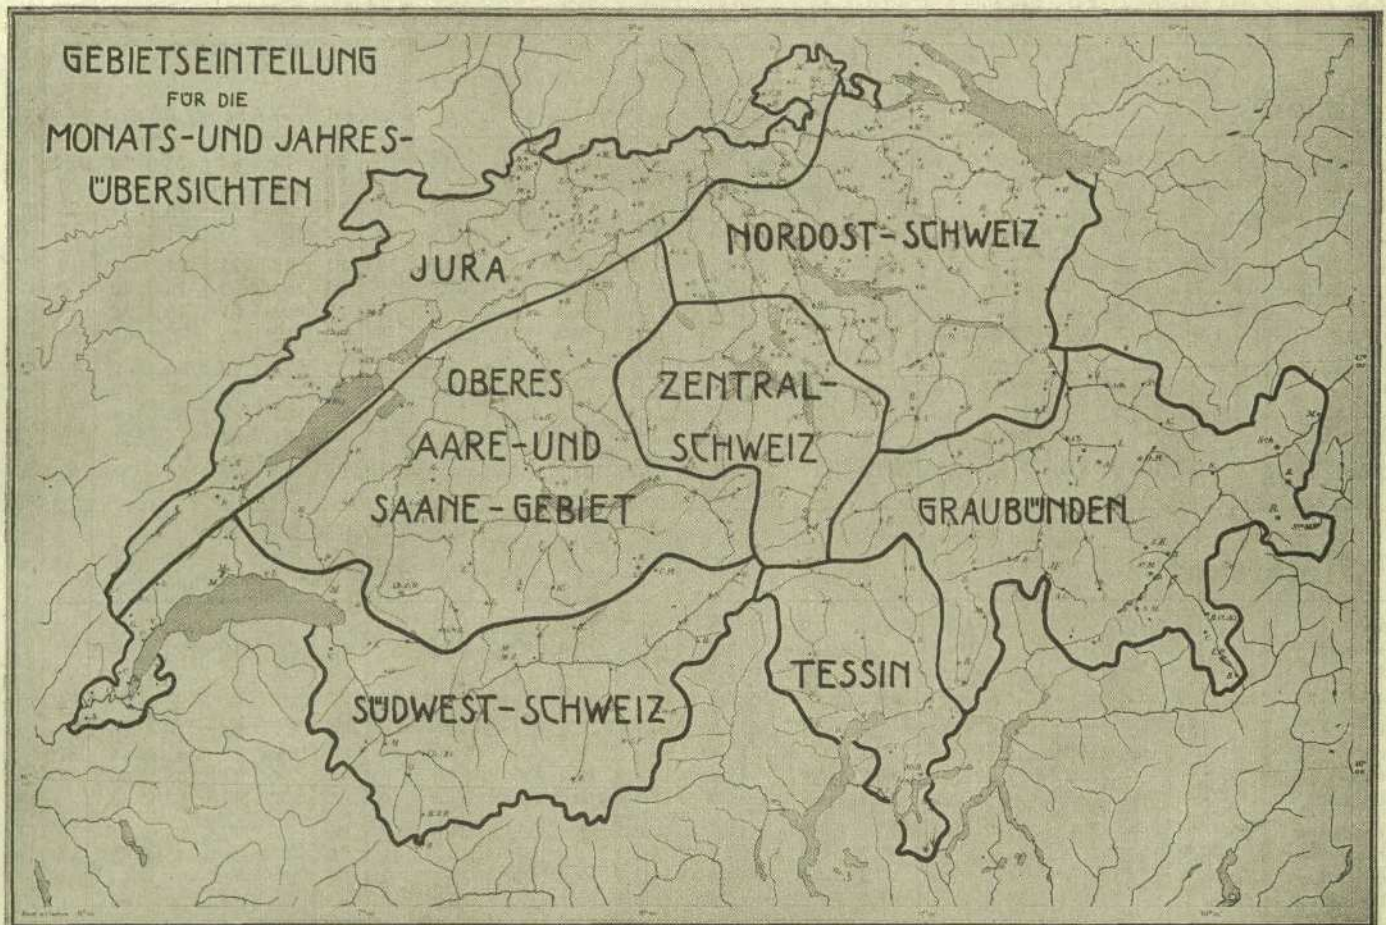 GEBIETSEINTEILUNG
FÜR DIE
MONATS-UND JAHRES-
ÜBERSICHTEN
NORDOST-SCHWEIZ
JURA
OBERES
AARE-UND
SAANE-GEBIET
ZENTRAL-
SCHWEIZ
GRAUBÜNDEN
TESSIN
SÜDWEST-SCHWEIZ